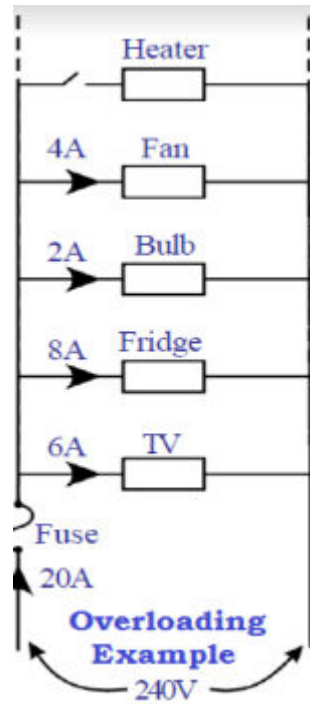 Heater
4A Fan
2A Bulb
8A Fridge
6A TV
Fuse
20A
Overloading
Example
240V